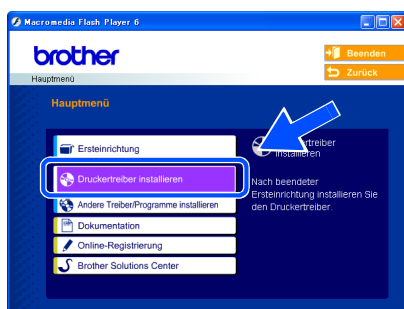 Macromedia Flash Player 6
brother
Beenden
Zurück
Hauptmenü
Hauptmenü
Ersteinrichtung
Druckertreiber installieren
Andere Treiber/Programme installieren
Dokumentation
Online-Registrierung
Brother Solutions Center
installieren
Nach beendeter
Ersteinrichtung installieren Sie
den Druckertreiber.